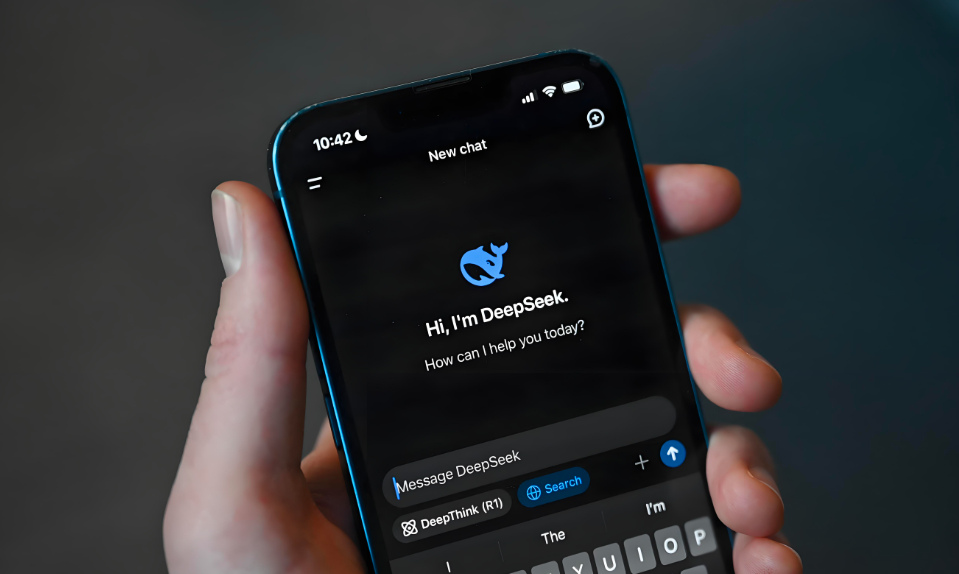 10:42
New chat
Hi, I'm DeepSeek.
How can I help you today?
Message DeepSeek
DeepThink (R1)
Search
I The I'm
Y U I O P